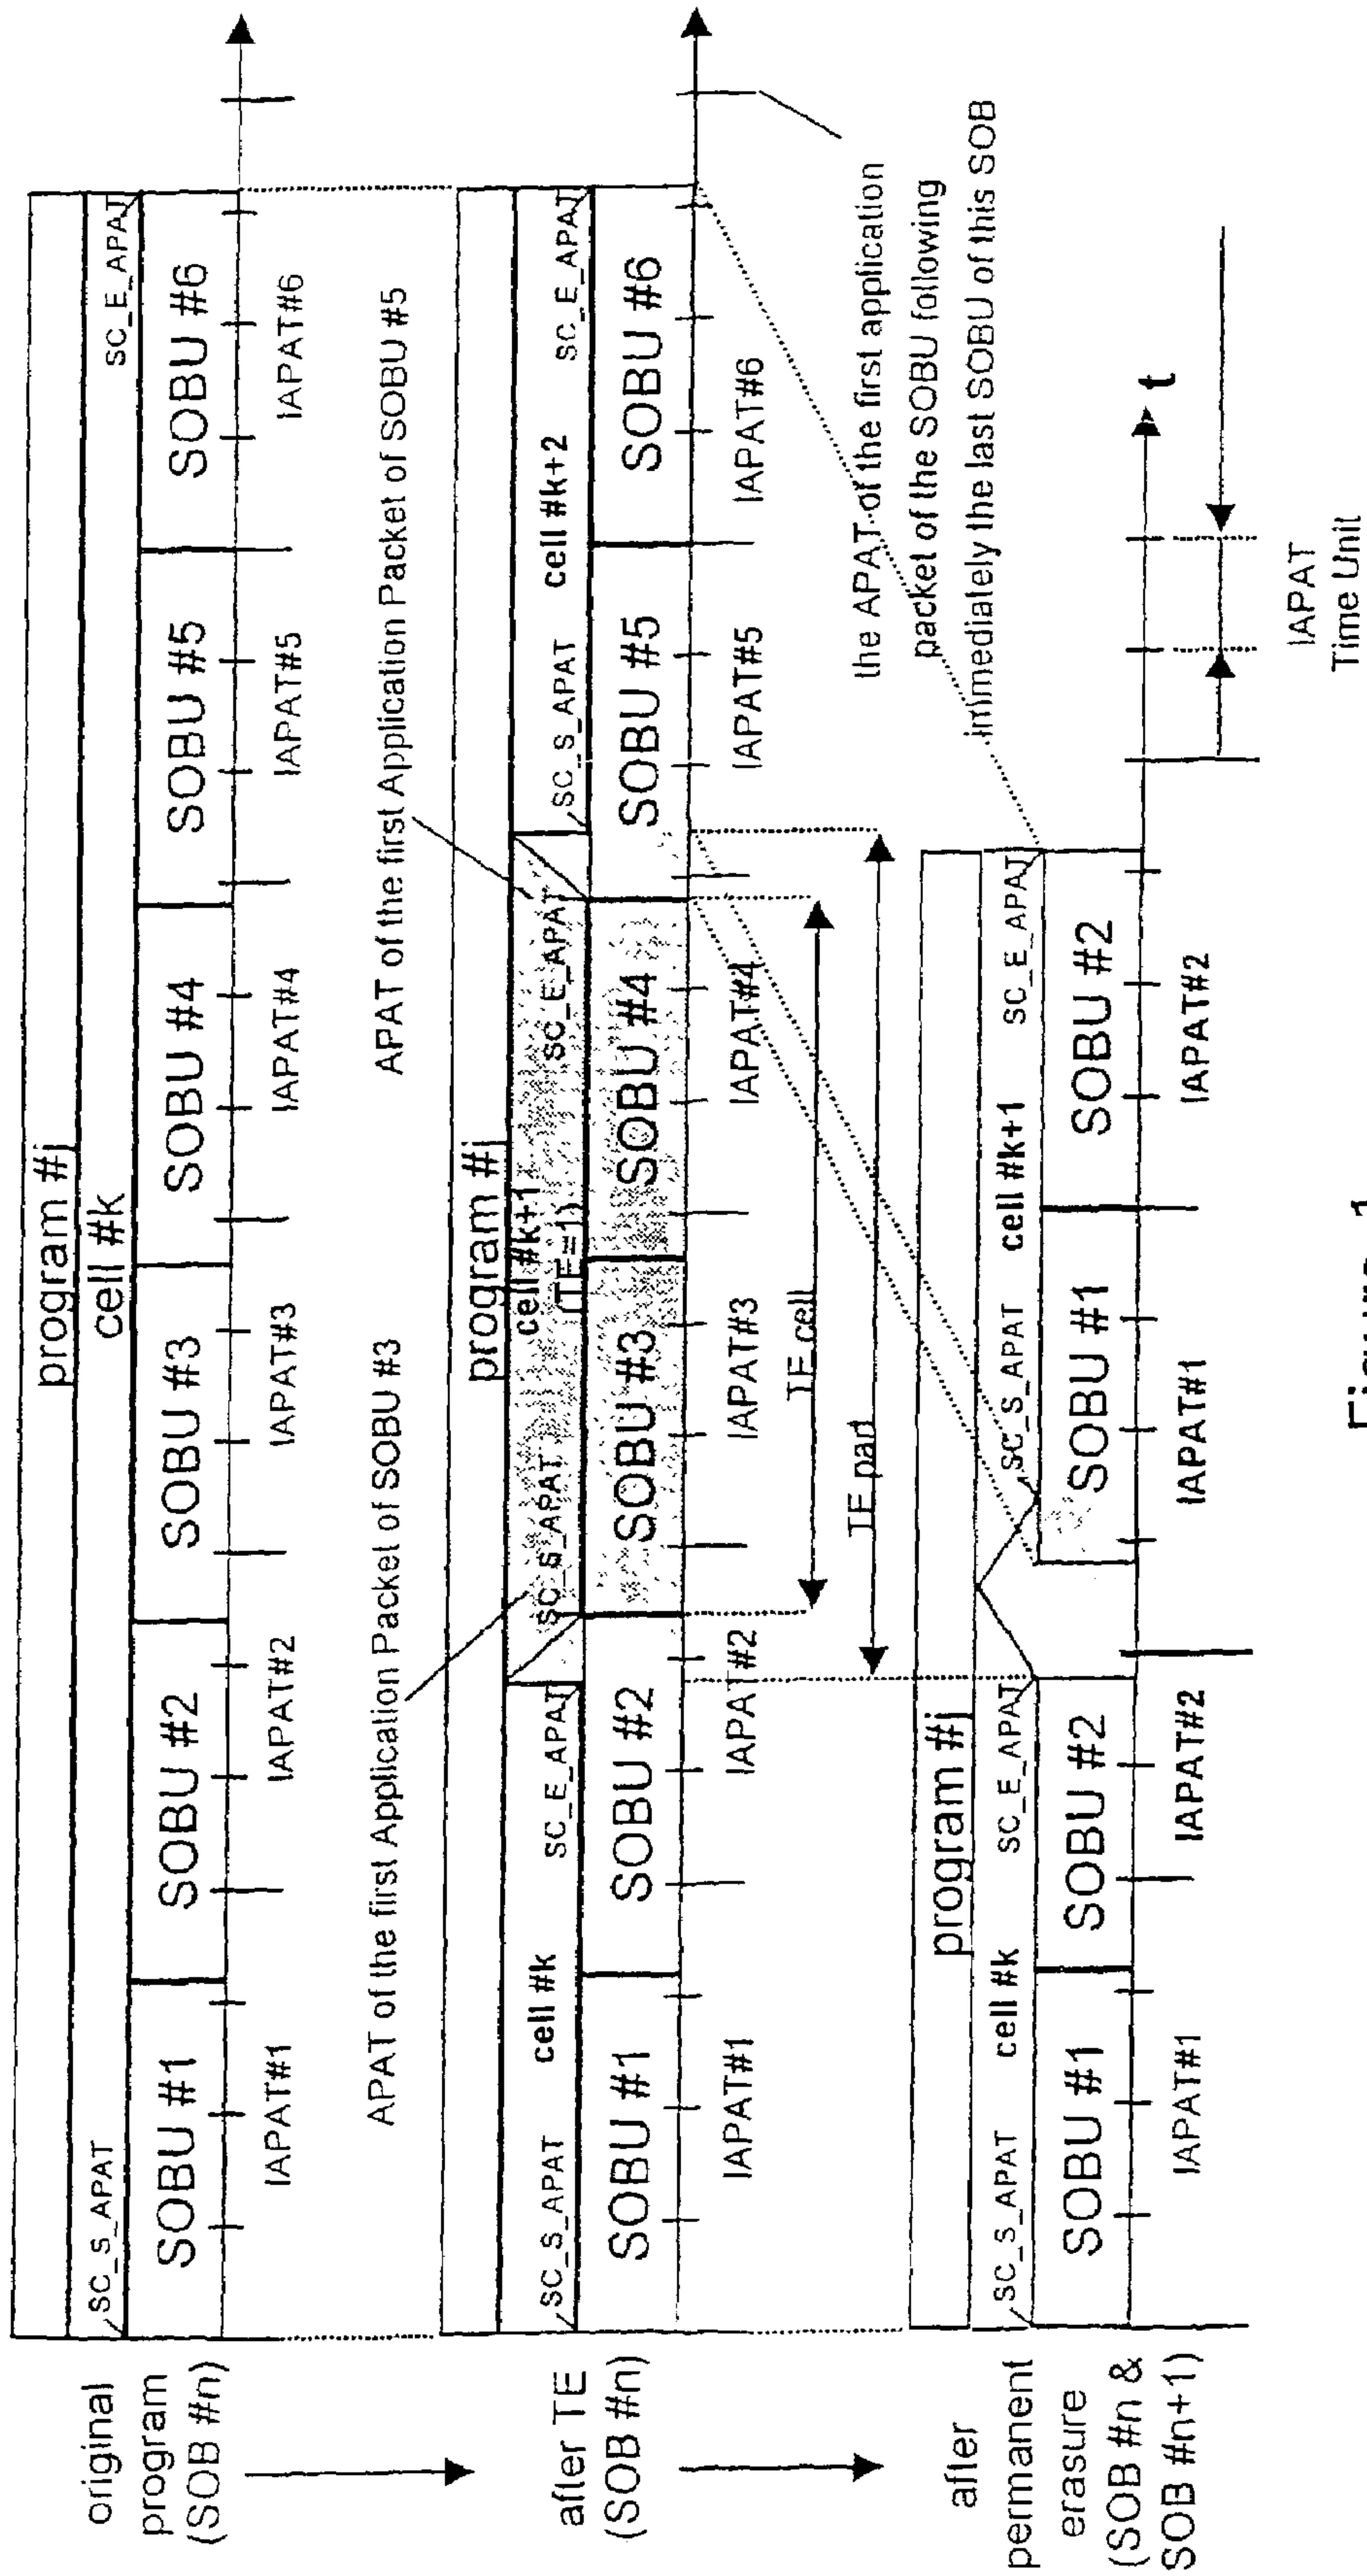 original
program
(SOB #n)
program #j
cell #k
SC_S_APAT
SC_E_APAT
SOBU #1
SOBU #2
SOBU #3
SOBU #4
SOBU #5
SOBU #6
IAPAT#1
IAPAT#2
IAPAT#3
IAPAT#4
IAPAT#5
IAPAT#6
APAT of the first Application Packet of SOBU #3
APAT of the first Application Packet of SOBU #5
after TE
(SOB #n)
program #j
cell #k
cell #k+1
(TE=1)
cell #k+2
SC_S_APAT
SC_E_APAT
SC_S_APAT
SC_E_APAT
SC_S_APAT
SC_E_APAT
SOBU #1
SOBU #2
SOBU #3
SOBU #4
SOBU #5
SOBU #6
IAPAT#1
IAPAT#2
IAPAT#3
IAPAT#4
IAPAT#5
IAPAT#6
TE cell
TE part
the APAT of the first application
packet of the SOBU following
immediately the last SOBU of this SOB
after
permanent
erasure
(SOB #n &
SOB #n+1)
program #j
SC_S_APAT
cell #k
SC_E_APAT
SC_S_APAT
cell #k+1
SC_E_APAT
SOBU #1
SOBU #2
SOBU #1
SOBU #2
t
IAPAT#1
IAPAT#2
IAPAT#1
IAPAT#2
IAPAT
Time Unit